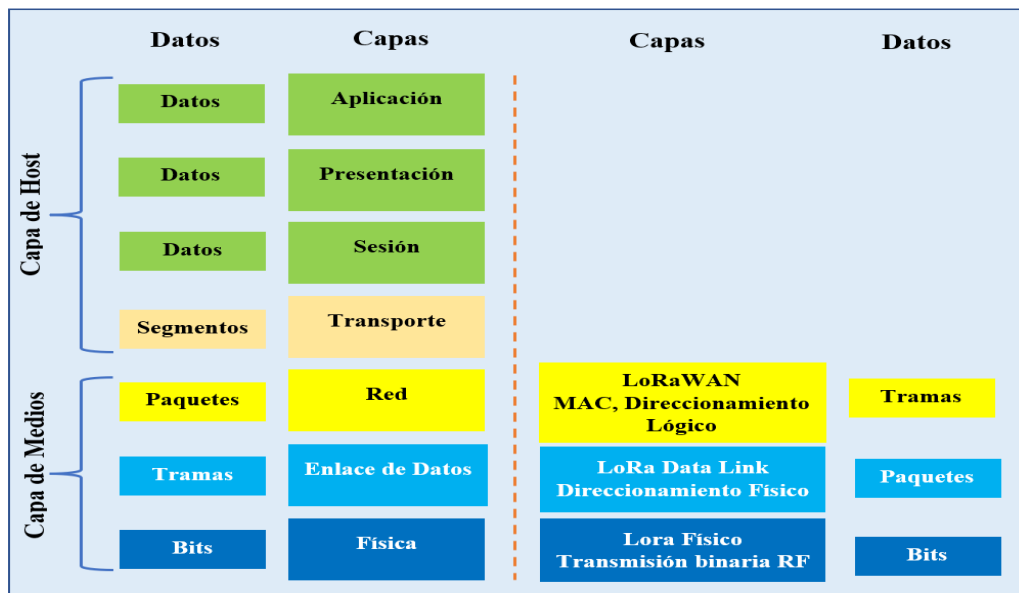 Datos Capas Capas Datos
Capa de Host
Datos Aplicación
Datos Presentación
Datos Sesión
Segmentos Transporte
Capa de Medios
Paquetes Red
LoRaWAN
MAC, Direccionamiento
Lógico
Tramas
Tramas Enlace de Datos
LoRa Data Link
Direccionamiento Físico
Paquetes
Bits Física
Lora Físico
Transmisión binaria RF
Bits